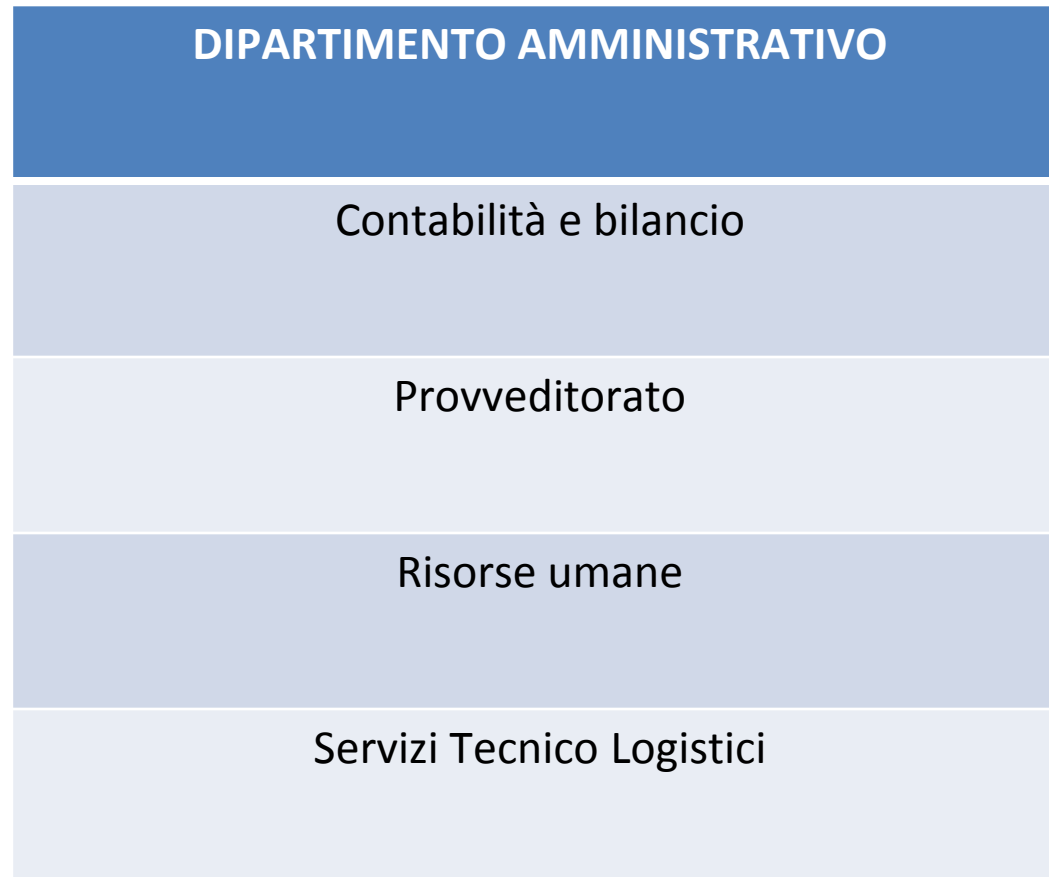 DIPARTIMENTO AMMINISTRATIVO
Contabilità e bilancio
Provveditorato
Risorse umane
Servizi Tecnico Logistici